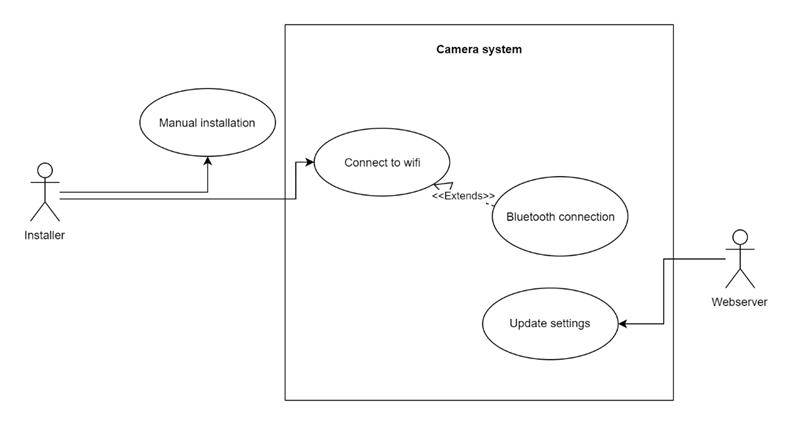 Camera system
Manual installation
Connect to wifi
<<Extends>>
Bluetooth connection
Installer
Webserver
Update settings